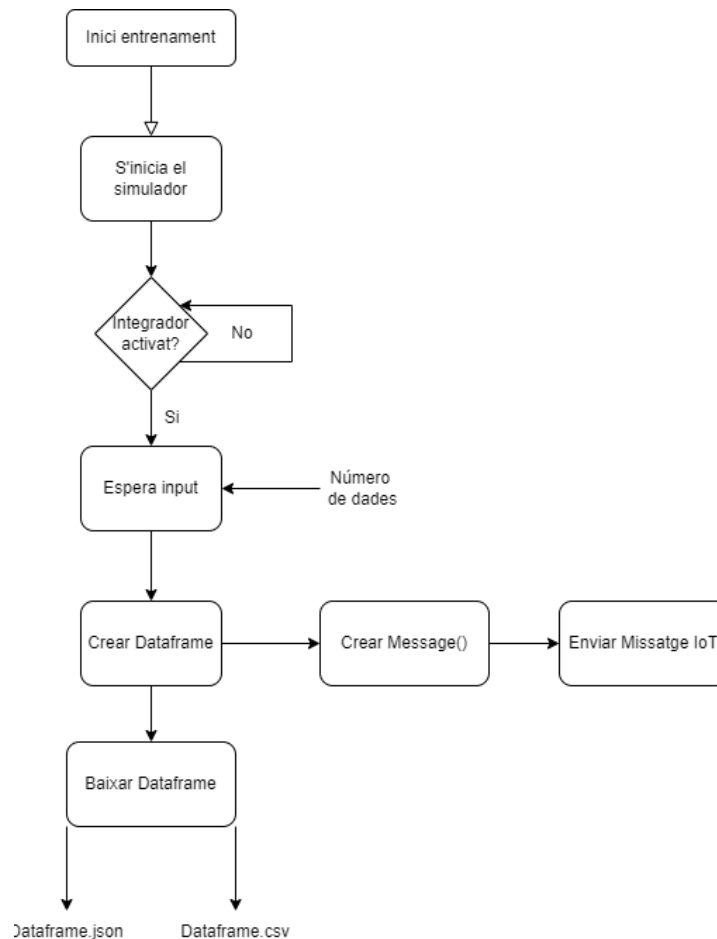 Inici entrenament
S'inicia el
simulador
Integrador
activat?
No
Si
Espera input
Número
de dades
Crear Dataframe
Crear Message()
Enviar Missatge IoT
Baixar Dataframe
Dataframe.json
Dataframe.csv